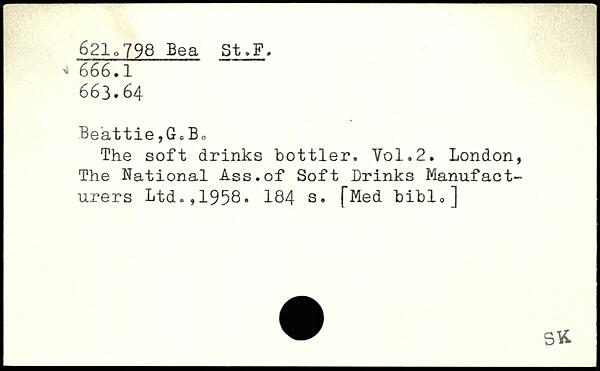 621.798 Bea St.F.
666.1
663.64
Beattie,G.B.
The soft drinks bottler. Vol.2. London,
The National Ass.of Soft Drinks Manufact-
urers Ltd.,1958. 184 s. [Med bibl.]
SK